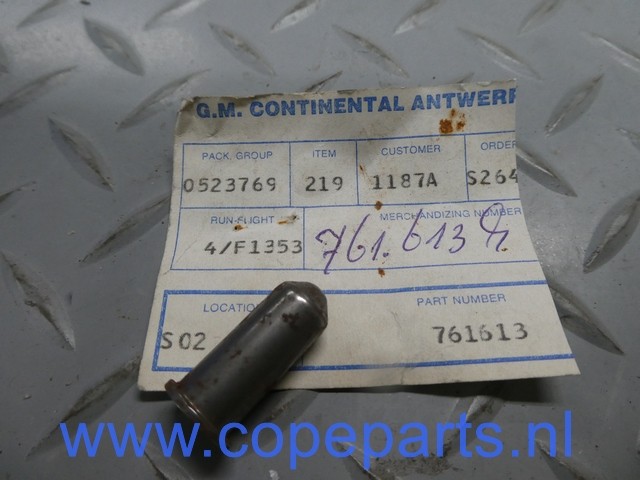 G.M. CONTINENTAL ANTWERP
PACK. GROUP ITEM CUSTOMER ORDER
0523769 219 1187A S264
RUN-FLIGHT MERCHANDIZING NUMBER
4/F1353 761.613
LOCATIO PART NUMBER
S02 761613
www.copeparts.nl